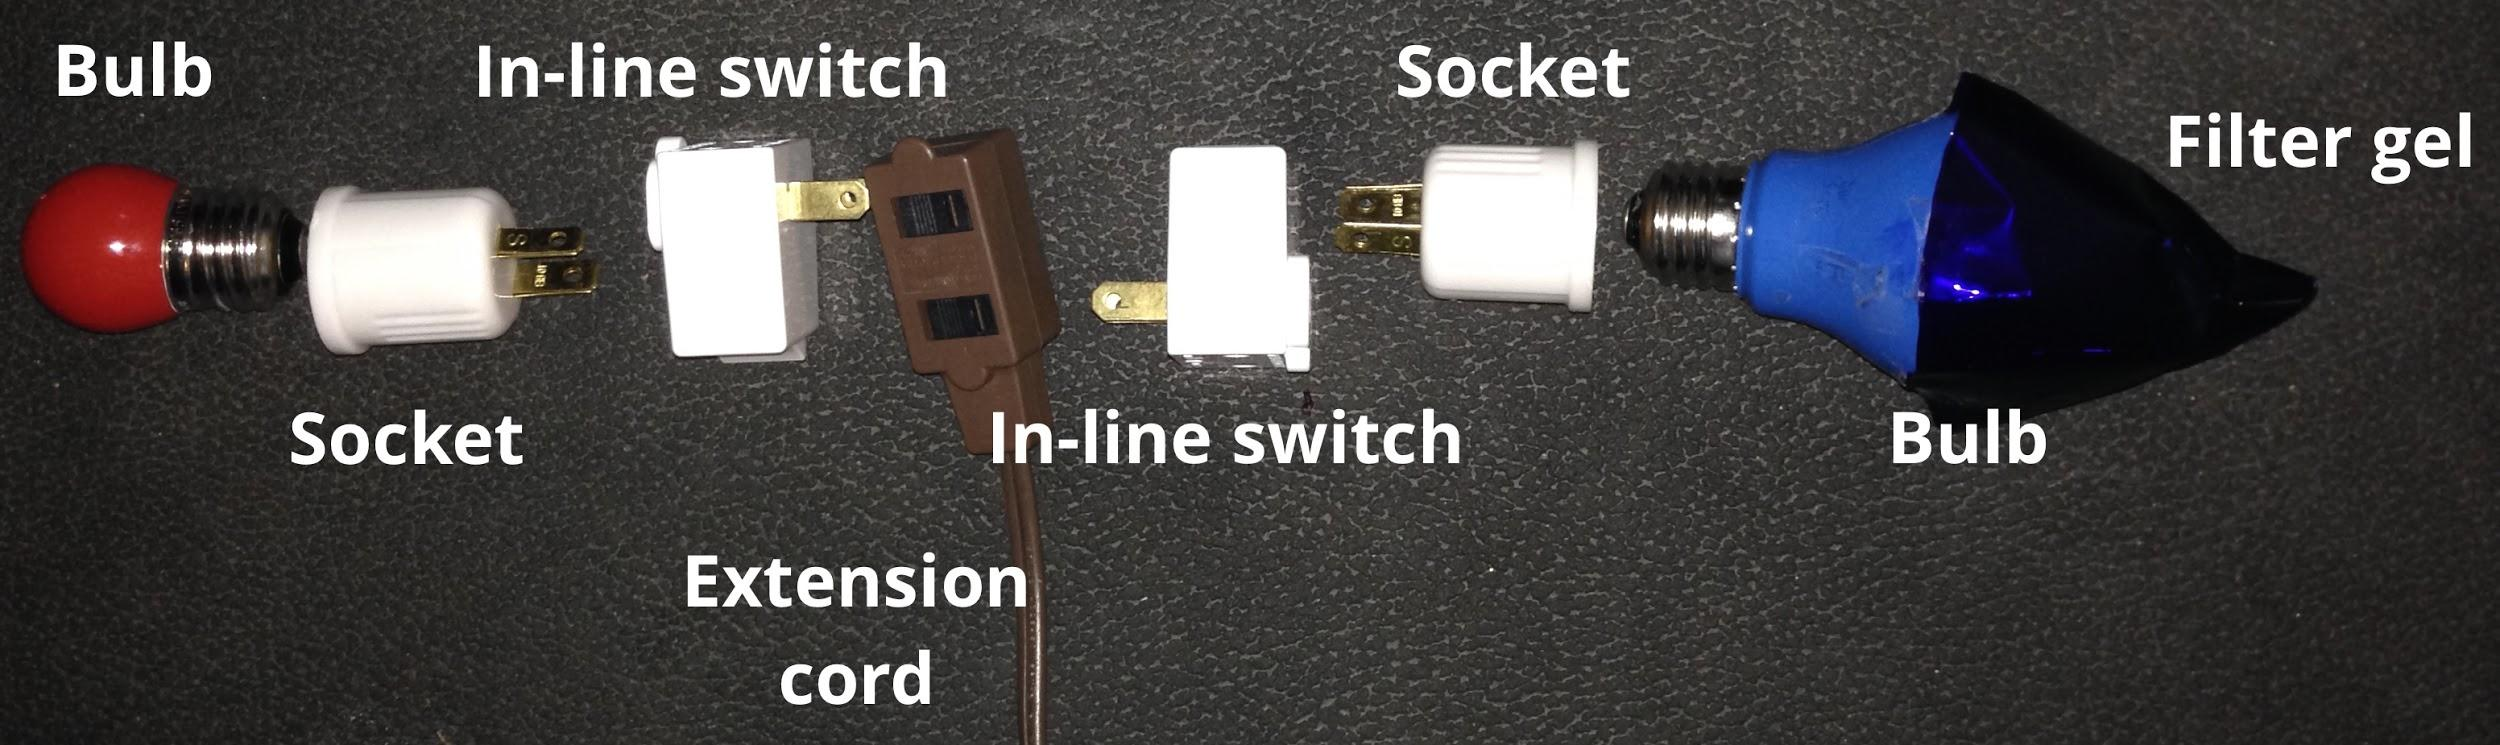 Bulb
In-line switch
Socket
Filter gel
Socket
In-line switch
Bulb
Extension
cord